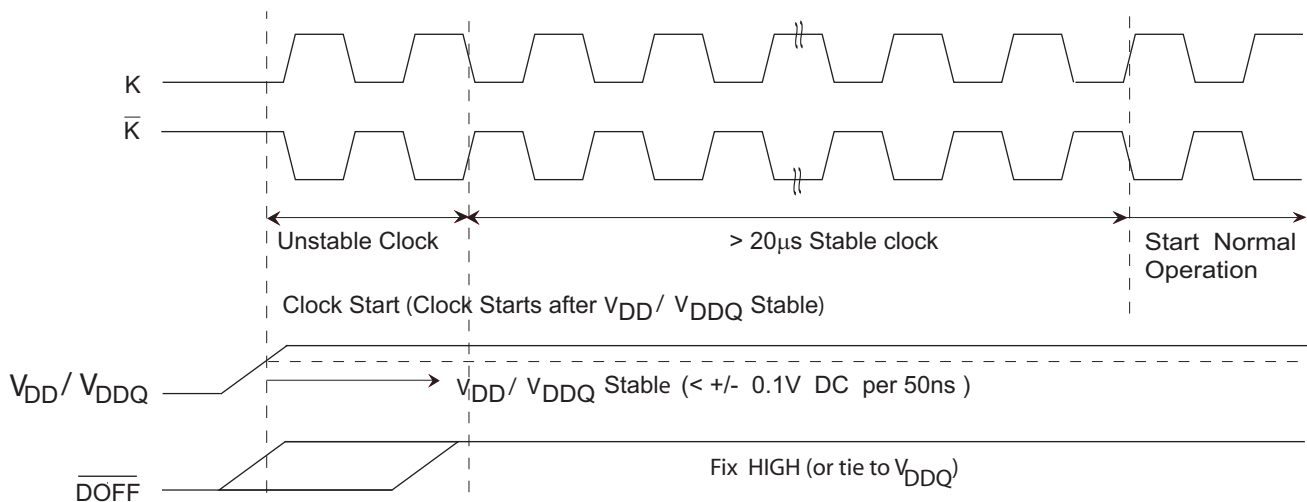 K
K̅
Unstable Clock
> 20μs Stable clock
Start Normal
Operation
Clock Start (Clock Starts after VDD / VDDQ Stable)
VDD / VDDQ
VDD / VDDQ Stable (< +/- 0.1V DC per 50ns )
D̅O̅F̅F̅
Fix HIGH (or tie to VDDQ)